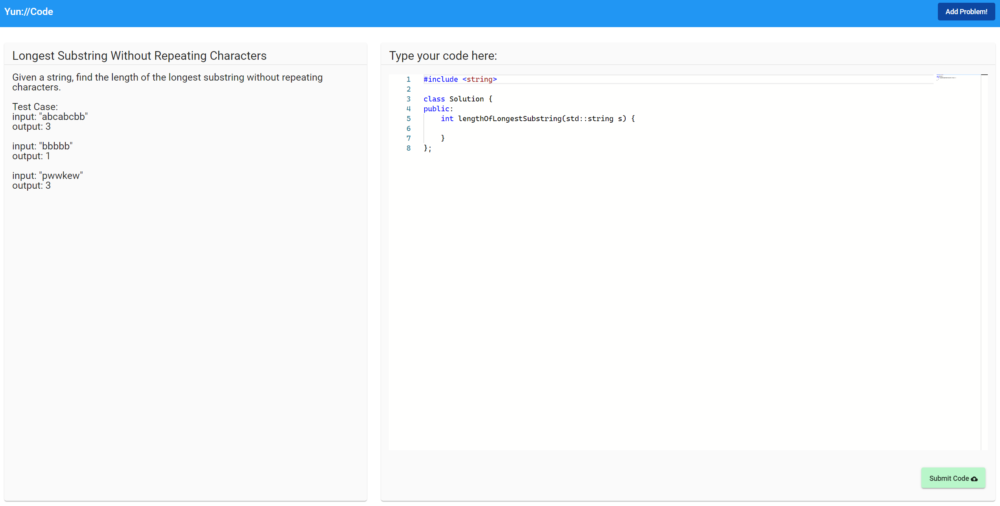 Yun://Code
Add Problem!
Longest Substring Without Repeating Characters
Given a string, find the length of the longest substring without repeating
characters.
Test Case:
input: "abcabcbb"
output: 3
input: "bbbbb"
output: 1
input: "pwwkew"
output: 3
Type your code here:
1 #include <string>
2
3 class Solution {
4 public:
5     int lengthOfLongestSubstring(std::string s) {
6
7     }
8 };
Submit Code